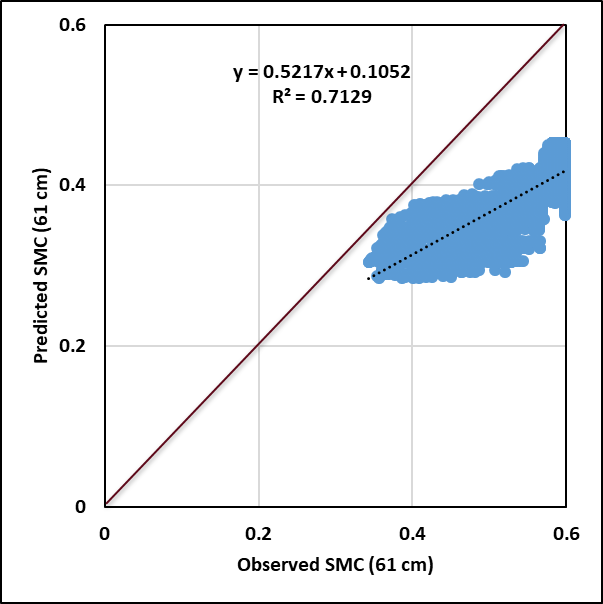 0.6
y = 0.5217x + 0.1052
R² = 0.7129
0.4
Predicted SMC (61 cm)
0.2
0
0 0.2 0.4 0.6
Observed SMC (61 cm)